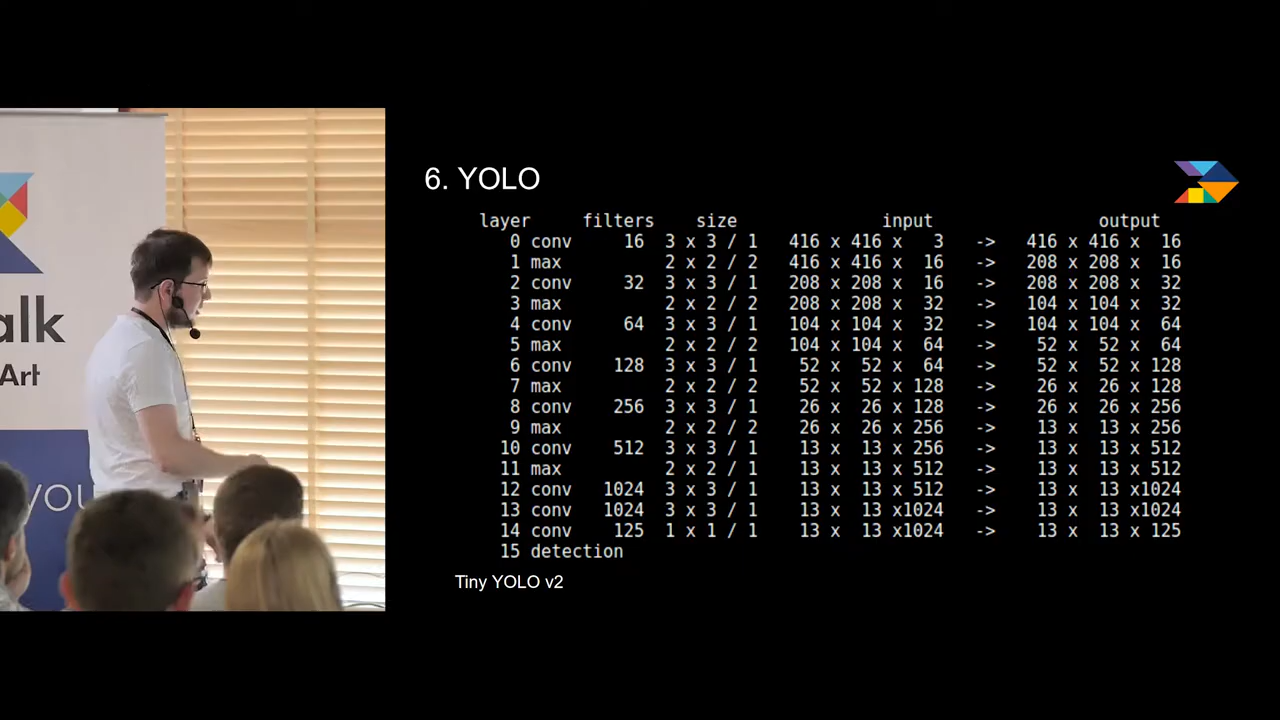 6. YOLO
layer filters size input output
0 conv 16 3 x 3 / 1 416 x 416 x 3 -> 416 x 416 x 16
1 max 2 x 2 / 2 416 x 416 x 16 -> 208 x 208 x 16
2 conv 32 3 x 3 / 1 208 x 208 x 16 -> 208 x 208 x 32
3 max 2 x 2 / 2 208 x 208 x 32 -> 104 x 104 x 32
4 conv 64 3 x 3 / 1 104 x 104 x 32 -> 104 x 104 x 64
5 max 2 x 2 / 2 104 x 104 x 64 -> 52 x 52 x 64
6 conv 128 3 x 3 / 1 52 x 52 x 64 -> 52 x 52 x 128
7 max 2 x 2 / 2 52 x 52 x 128 -> 26 x 26 x 128
8 conv 256 3 x 3 / 1 26 x 26 x 128 -> 26 x 26 x 256
9 max 2 x 2 / 2 26 x 26 x 256 -> 13 x 13 x 256
10 conv 512 3 x 3 / 1 13 x 13 x 256 -> 13 x 13 x 512
11 max 2 x 2 / 1 13 x 13 x 512 -> 13 x 13 x 512
12 conv 1024 3 x 3 / 1 13 x 13 x 512 -> 13 x 13 x1024
13 conv 1024 3 x 3 / 1 13 x 13 x1024 -> 13 x 13 x1024
14 conv 125 1 x 1 / 1 13 x 13 x1024 -> 13 x 13 x 125
15 detection
Tiny YOLO v2
alk
Art
YOU